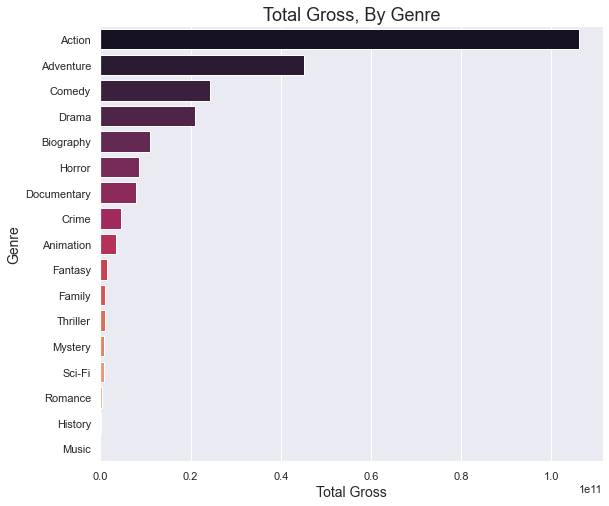 Total Gross, By Genre
Genre
Action
Adventure
Comedy
Drama
Biography
Horror
Documentary
Crime
Animation
Fantasy
Family
Thriller
Mystery
Sci-Fi
Romance
History
Music
0.0 0.2 0.4 0.6 0.8 1.0
1e11
Total Gross